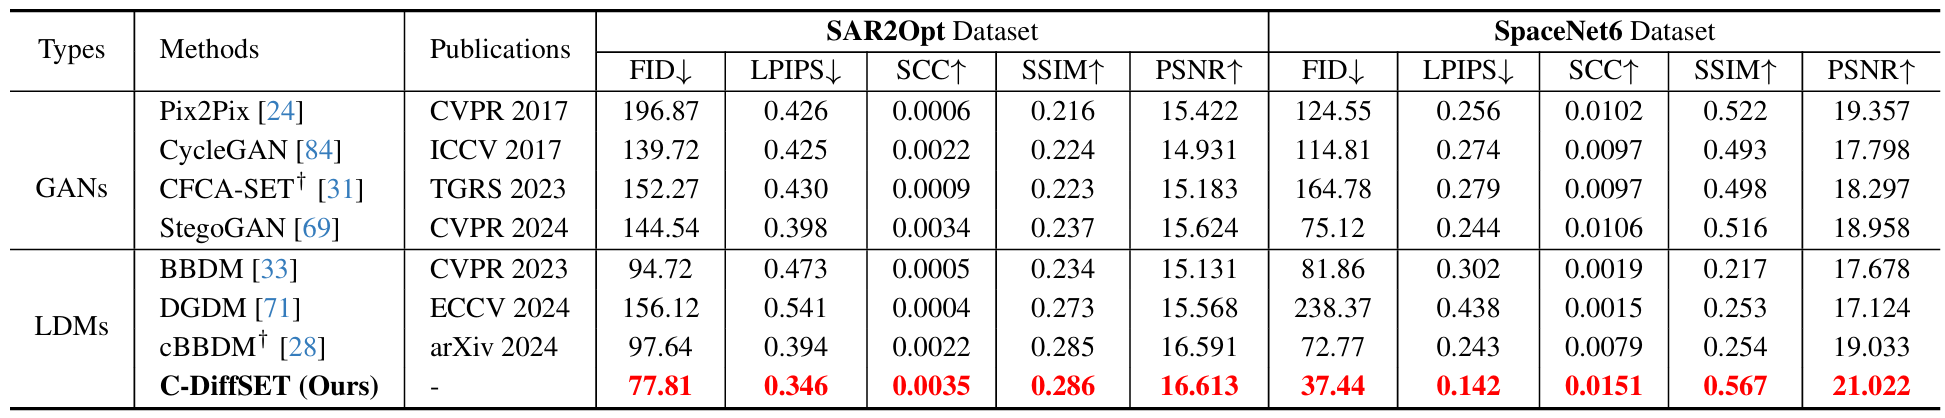 Types Methods Publications SAR2Opt Dataset SpaceNet6 Dataset
FID↓ LPIPS↓ SCC↑ SSIM↑ PSNR↑ FID↓ LPIPS↓ SCC↑ SSIM↑ PSNR↑
GANs
Pix2Pix [24] CVPR 2017 196.87 0.426 0.0006 0.216 15.422 124.55 0.256 0.0102 0.522 19.357
CycleGAN [84] ICCV 2017 139.72 0.425 0.0022 0.224 14.931 114.81 0.274 0.0097 0.493 17.798
CFCA-SET† [31] TGRS 2023 152.27 0.430 0.0009 0.223 15.183 164.78 0.279 0.0097 0.498 18.297
StegoGAN [69] CVPR 2024 144.54 0.398 0.0034 0.237 15.624 75.12 0.244 0.0106 0.516 18.958
LDMs
BBDM [33] CVPR 2023 94.72 0.473 0.0005 0.234 15.131 81.86 0.302 0.0019 0.217 17.678
DGDM [71] ECCV 2024 156.12 0.541 0.0004 0.273 15.568 238.37 0.438 0.0015 0.253 17.124
cBBDM† [28] arXiv 2024 97.64 0.394 0.0022 0.285 16.591 72.77 0.243 0.0079 0.254 19.033
C-DiffSET (Ours) - 77.81 0.346 0.0035 0.286 16.613 37.44 0.142 0.0151 0.567 21.022